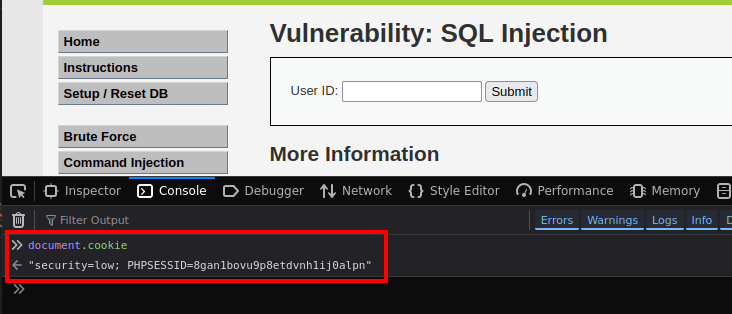 Vulnerability: SQL Injection
Home
Instructions
Setup / Reset DB
Brute Force
Command Injection
User ID:
Submit
More Information
Inspector
Console
Debugger
Network
Style Editor
Performance
Memory
Filter Output
Errors
Warnings
Logs
Info
document.cookie
"security=low; PHPSESSID=8gan1bovu9p8etdvnh1ij0alpn"